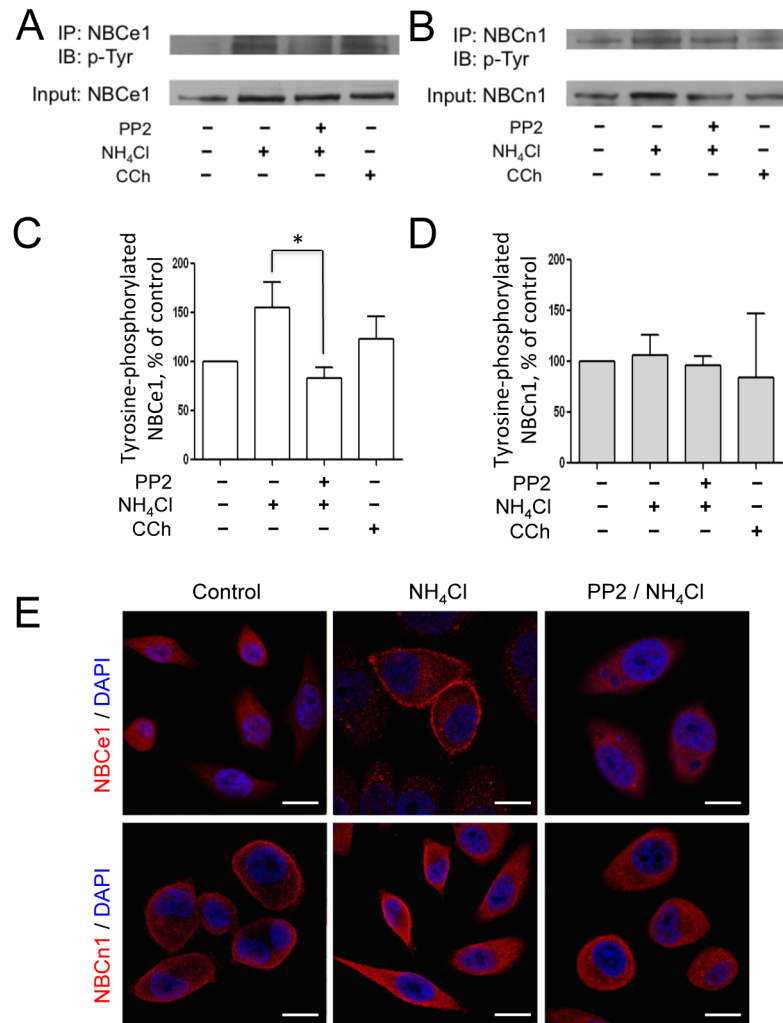 A
IP: NBCe1
IB: p-Tyr
Input: NBCe1
PP2 – – + –
NH₄Cl – + + –
CCh – – – +
B
IP: NBCn1
IB: p-Tyr
Input: NBCn1
PP2 – – + –
NH₄Cl – + + –
CCh – – – +
C
Tyrosine-phosphorylated
NBCe1, % of control
200
150
100
50
0
*
PP2 – – + –
NH₄Cl – + + –
CCh – – – +
D
Tyrosine-phosphorylated
NBCn1, % of control
200
150
100
50
0
PP2 – – + –
NH₄Cl – + + –
CCh – – – +
E
Control
NH₄Cl
PP2 / NH₄Cl
NBCe1 / DAPI
NBCn1 / DAPI